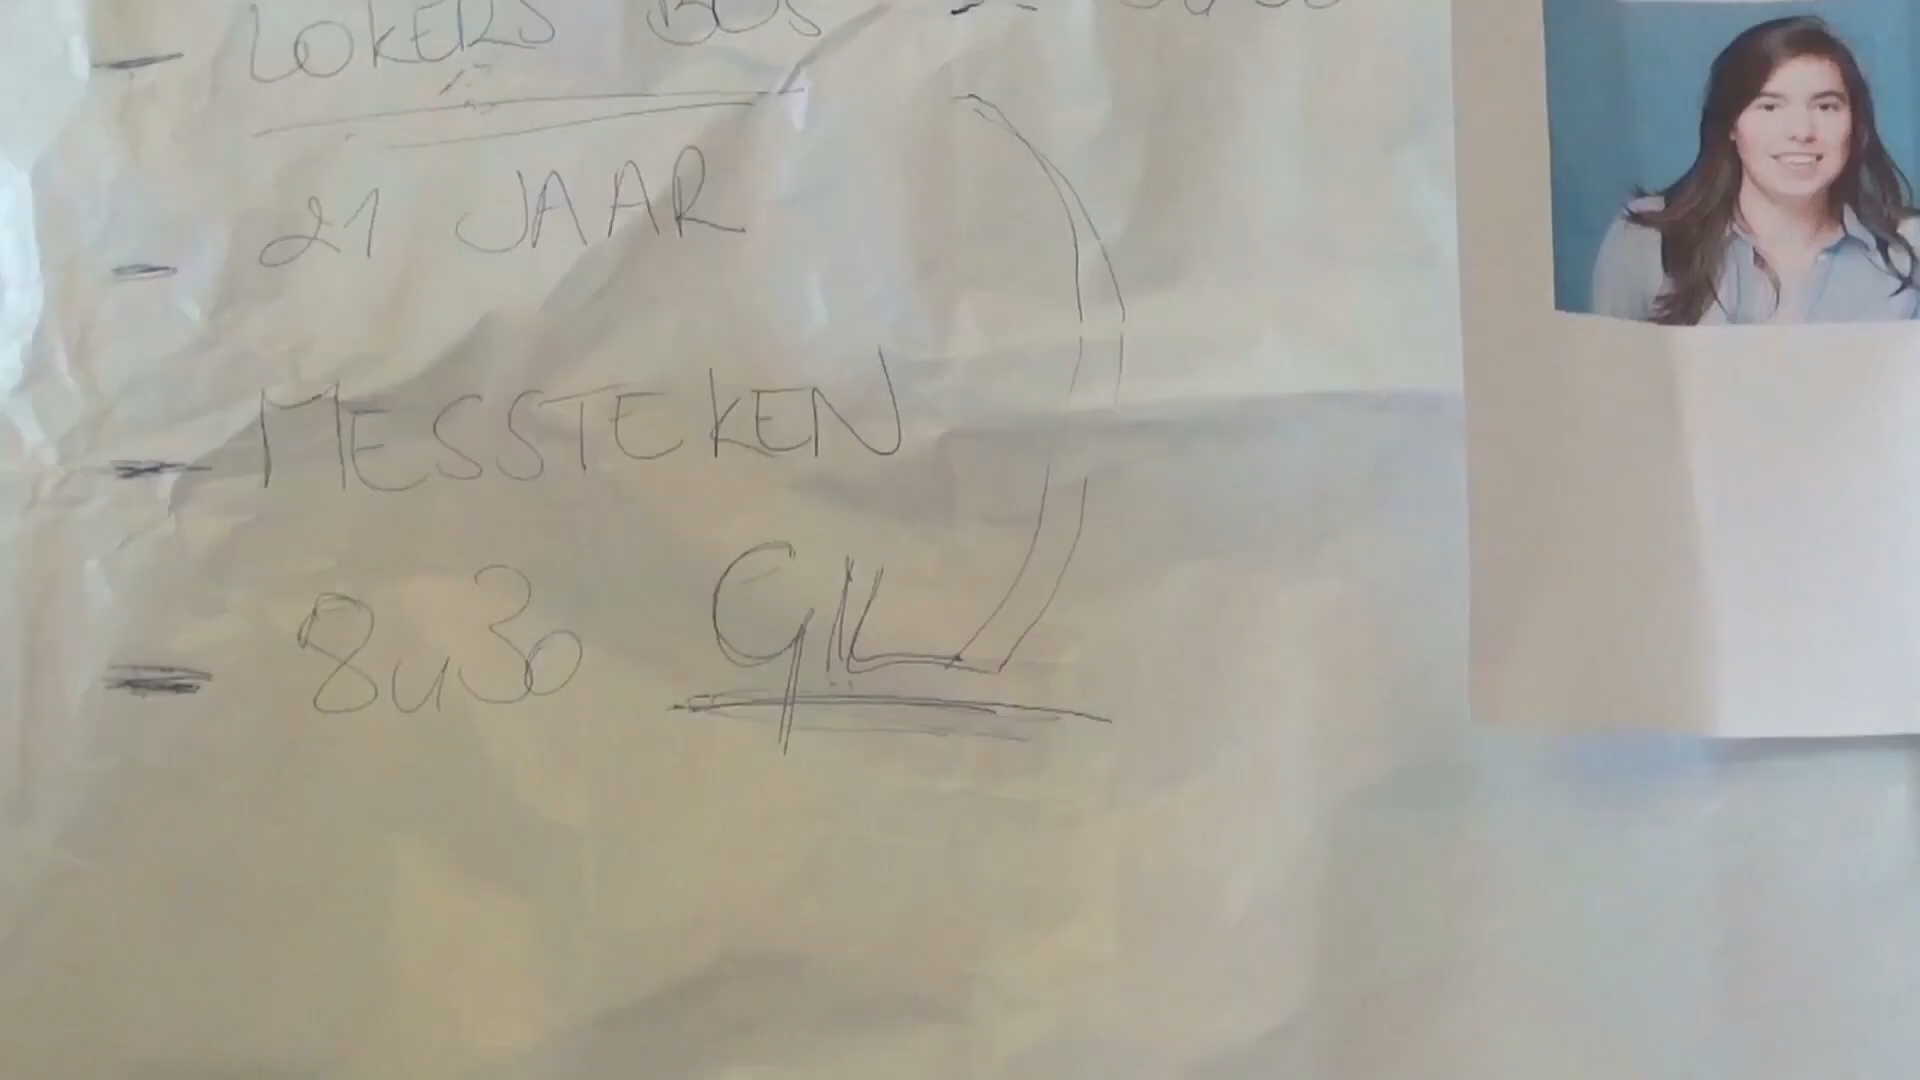 - LOKERS BOS
- 21 JAAR
- MESSTEKEN
- 8u30 GIL